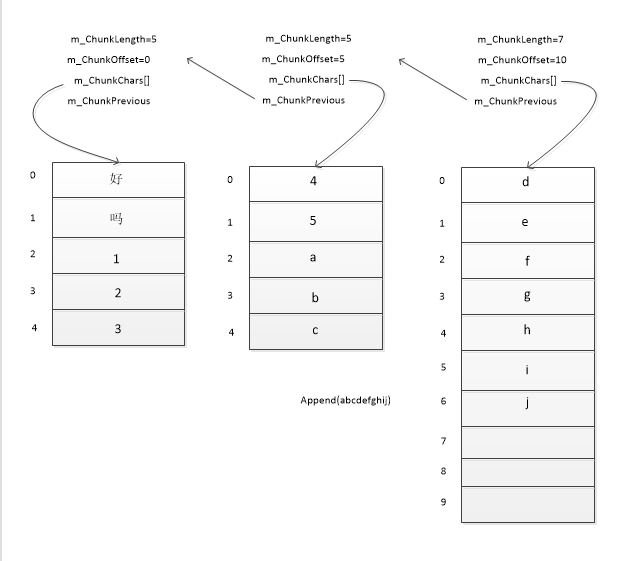 m_ChunkLength=5
m_ChunkOffset=0
m_ChunkChars[]
m_ChunkPrevious
0 好
1 吗
2 1
3 2
4 3
m_ChunkLength=5
m_ChunkOffset=5
m_ChunkChars[]
m_ChunkPrevious
0 4
1 5
2 a
3 b
4 c
Append(abcdefghij)
m_ChunkLength=7
m_ChunkOffset=10
m_ChunkChars[]
m_ChunkPrevious
0 d
1 e
2 f
3 g
4 h
5 i
6 j
7
8
9